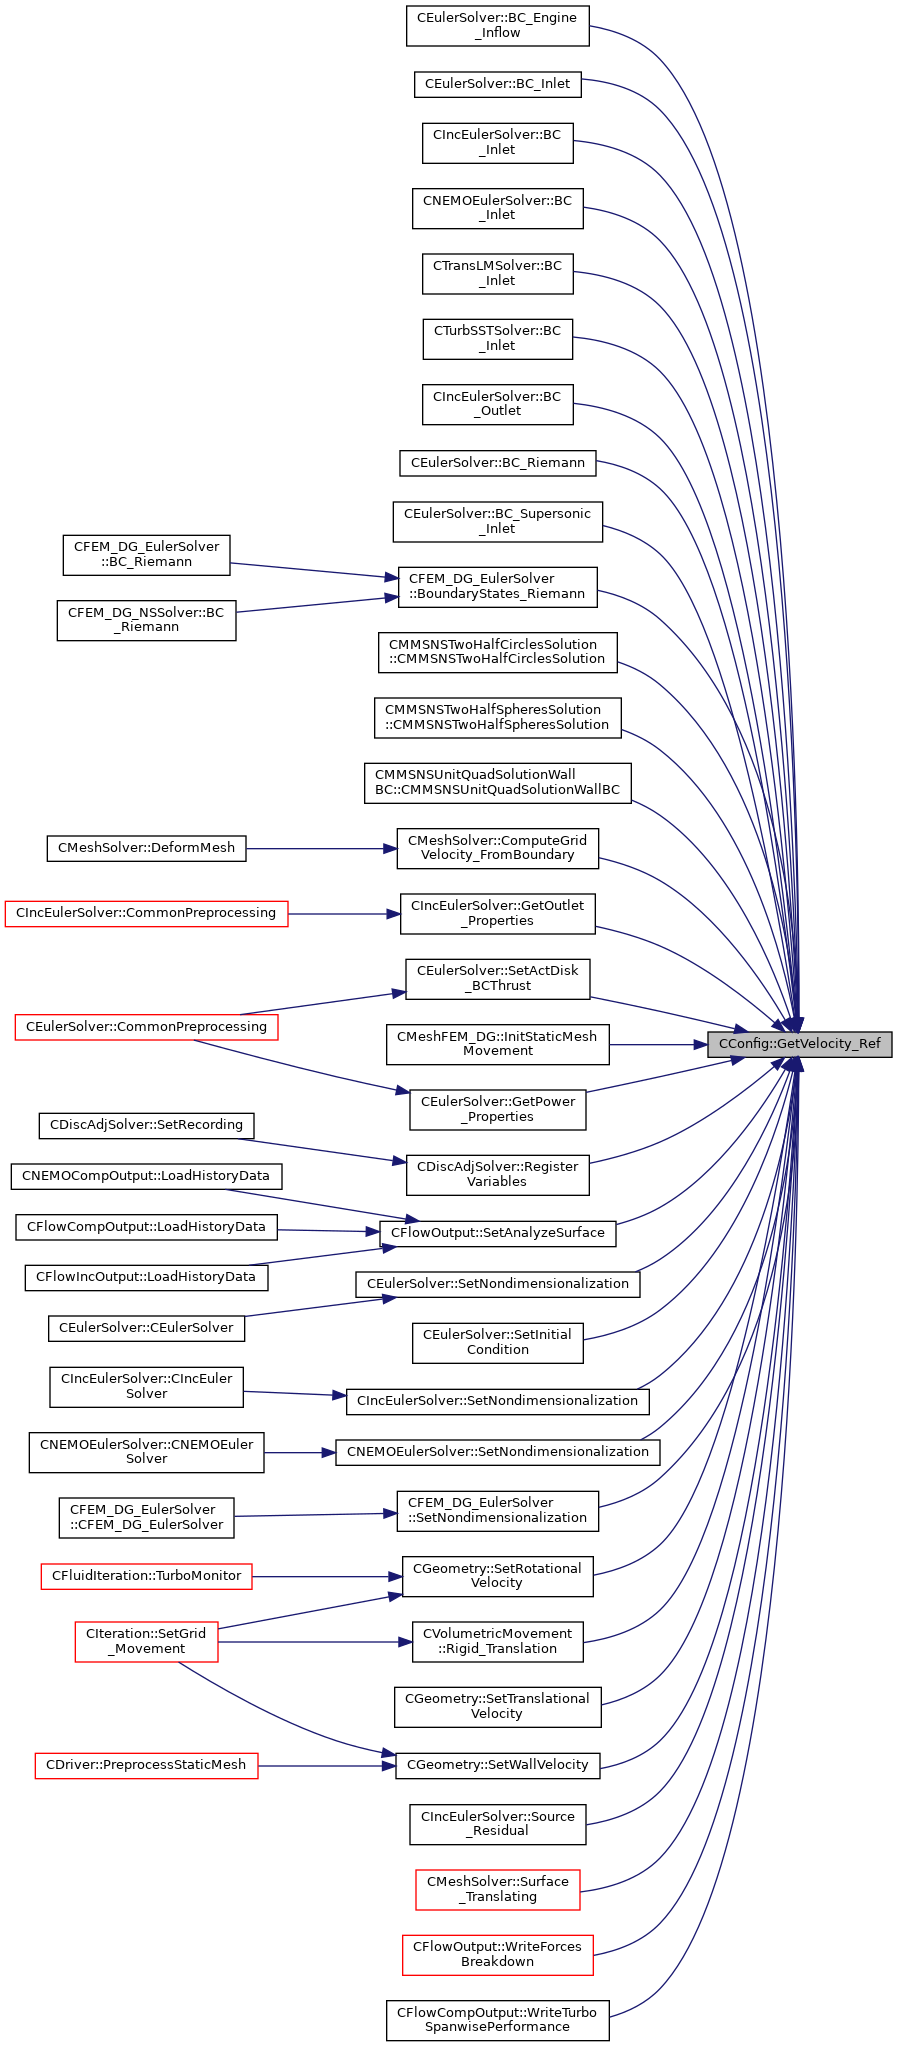 CEulerSolver::BC_Engine
_Inflow
CEulerSolver::BC_Inlet
CIncEulerSolver::BC
_Inlet
CNEMOEulerSolver::BC
_Inlet
CTransLMSolver::BC
_Inlet
CTurbSSTSolver::BC
_Inlet
CIncEulerSolver::BC
_Outlet
CEulerSolver::BC_Riemann
CEulerSolver::BC_Supersonic
_Inlet
CFEM_DG_EulerSolver
::BC_Riemann
CFEM_DG_NSSolver::BC
_Riemann
CFEM_DG_EulerSolver
::BoundaryStates_Riemann
CMMSNSTwoHalfCirclesSolution
::CMMSNSTwoHalfCirclesSolution
CMMSNSTwoHalfSpheresSolution
::CMMSNSTwoHalfSpheresSolution
CMMSNSUnitQuadSolutionWall
BC::CMMSNSUnitQuadSolutionWallBC
CMeshSolver::DeformMesh
CMeshSolver::ComputeGrid
Velocity_FromBoundary
CIncEulerSolver::CommonPreprocessing
CIncEulerSolver::GetOutlet
_Properties
CEulerSolver::SetActDisk
_BCThrust
CEulerSolver::CommonPreprocessing
CMeshFEM_DG::InitStaticMesh
Movement
CConfig::GetVelocity_Ref
CEulerSolver::GetPower
_Properties
CDiscAdjSolver::SetRecording
CDiscAdjSolver::Register
Variables
CNEMOCompOutput::LoadHistoryData
CFlowCompOutput::LoadHistoryData
CFlowOutput::SetAnalyzeSurface
CFlowIncOutput::LoadHistoryData
CEulerSolver::SetNondimensionalization
CEulerSolver::CEulerSolver
CEulerSolver::SetInitial
Condition
CIncEulerSolver::CIncEuler
Solver
CIncEulerSolver::SetNondimensionalization
CNEMOEulerSolver::CNEMOEuler
Solver
CNEMOEulerSolver::SetNondimensionalization
CFEM_DG_EulerSolver
::CFEM_DG_EulerSolver
CFEM_DG_EulerSolver
::SetNondimensionalization
CFluidIteration::TurboMonitor
CGeometry::SetRotational
Velocity
CIteration::SetGrid
_Movement
CVolumetricMovement
::Rigid_Translation
CGeometry::SetTranslational
Velocity
CDriver::PreprocessStaticMesh
CGeometry::SetWallVelocity
CIncEulerSolver::Source
_Residual
CMeshSolver::Surface
_Translating
CFlowOutput::WriteForces
Breakdown
CFlowCompOutput::WriteTurbo
SpanwisePerformance